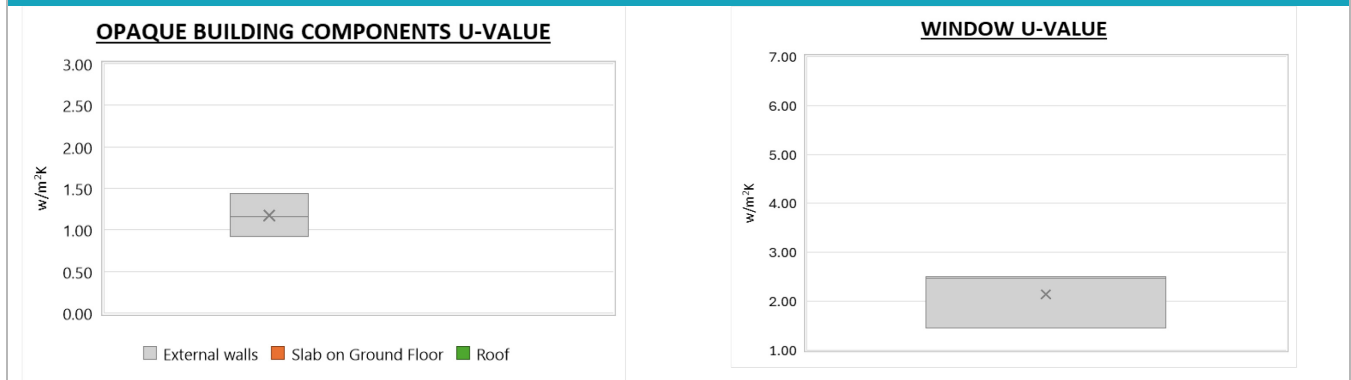 OPAQUE BUILDING COMPONENTS U-VALUE
3.00
2.50
2.00
1.50
1.00
0.50
0.00
w/m²K
External walls Slab on Ground Floor Roof
WINDOW U-VALUE
7.00
6.00
5.00
4.00
3.00
2.00
1.00
w/m²K